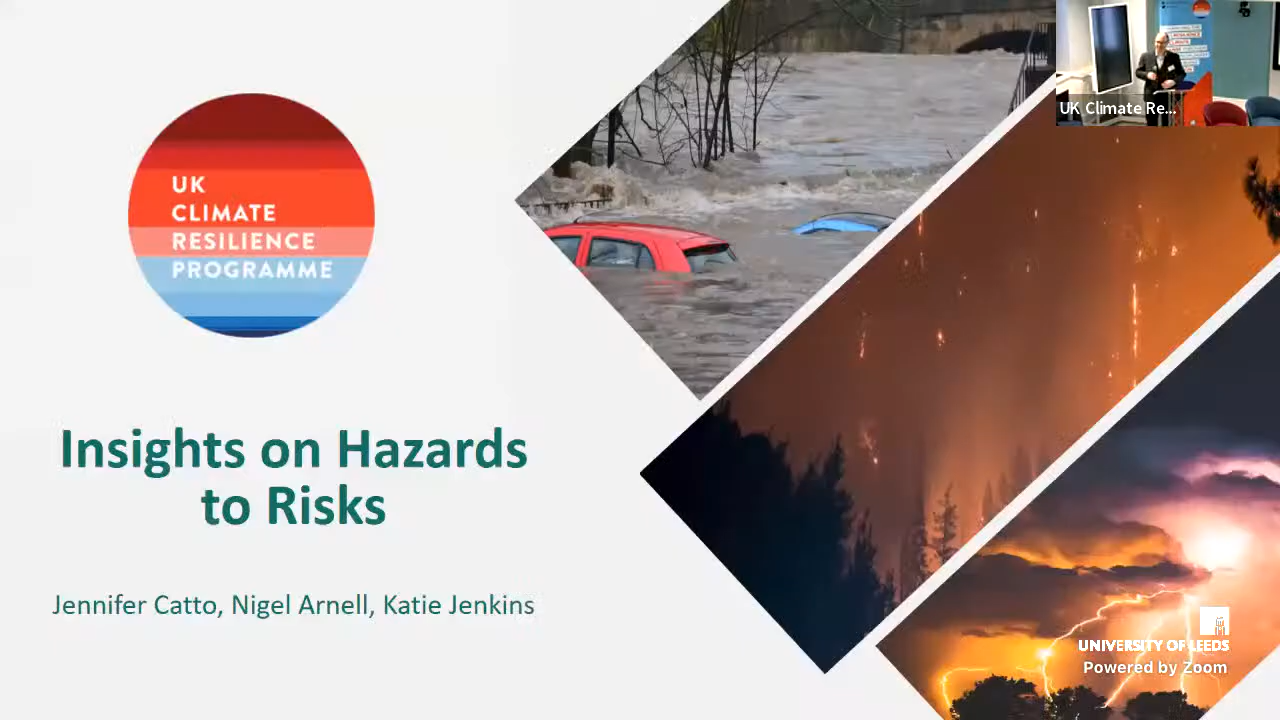 UK
CLIMATE
RESILIENCE
PROGRAMME
Insights on Hazards
to Risks
Jennifer Catto, Nigel Arnell, Katie Jenkins
UK Climate Re...
UNIVERSITY OF LEEDS
Powered by Zoom